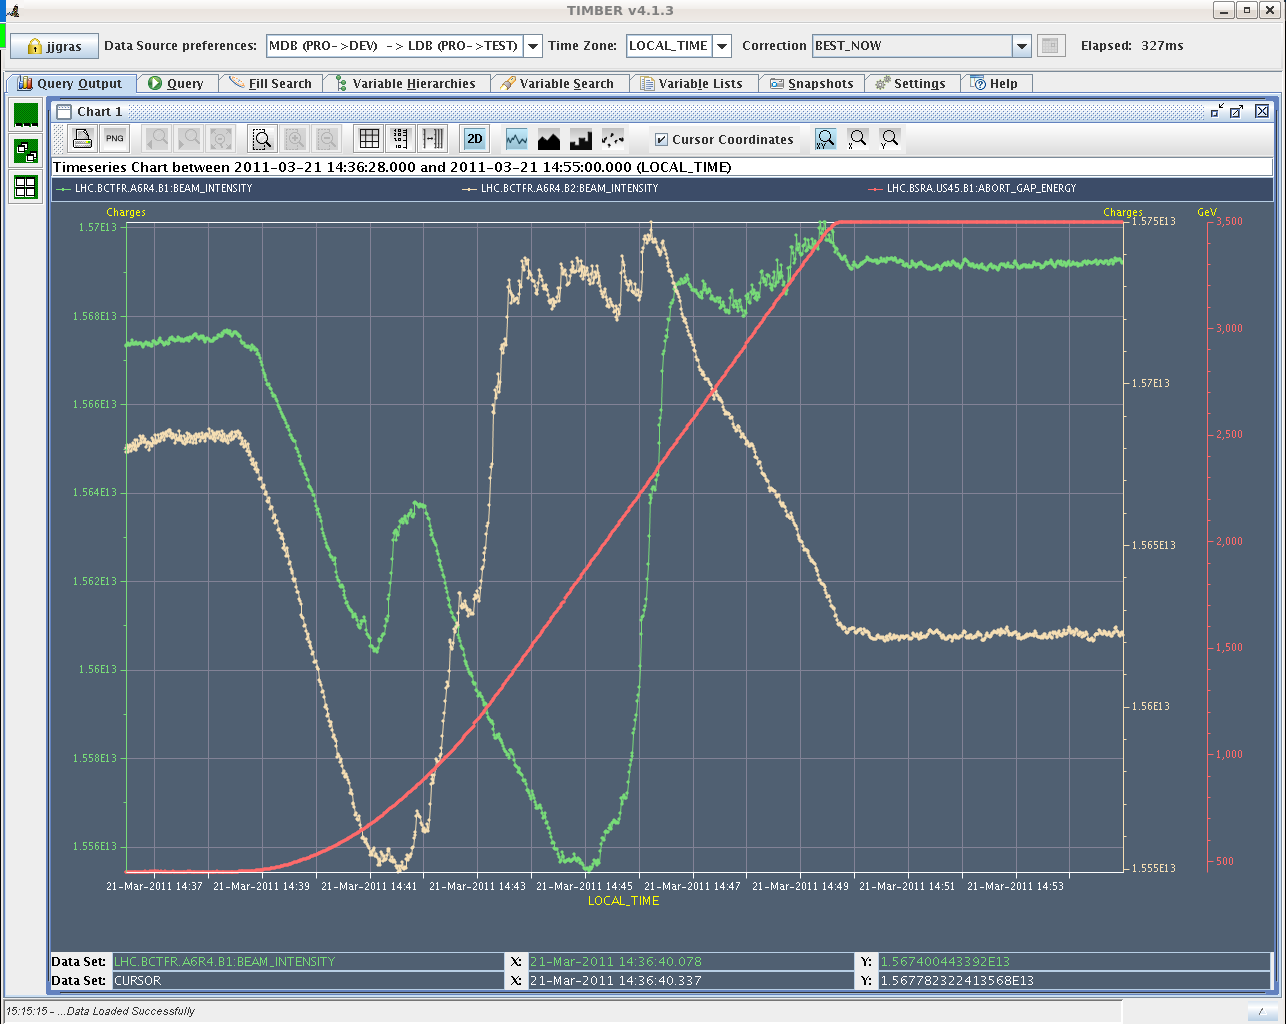 TIMBER v4.1.3
jjgras Data Source preferences: MDB (PRO->DEV) -> LDB (PRO->TEST) Time Zone: LOCAL_TIME Correction BEST_NOW Elapsed: 327ms
Query Output Query Fill Search Variable Hierarchies Variable Search Variable Lists Snapshots Settings Help
Chart 1
PNG 2D Cursor Coordinates X,Y X Y
Timeseries Chart between 2011-03-21 14:36:28.000 and 2011-03-21 14:55:00.000 (LOCAL_TIME)
LHC.BCTFR.A6R4.B1:BEAM_INTENSITY LHC.BCTFR.A6R4.B2:BEAM_INTENSITY LHC.BSRA.US45.B1:ABORT_GAP_ENERGY
Charges Charges GeV
1.57E13 1.575E13 3,500
1.568E13 3,000
1.566E13 1.57E13 2,500
1.564E13 1.565E13 2,000
1.562E13
1.56E13 1.56E13 1,500
1.558E13 1,000
1.556E13 1.555E13 500
21-Mar-2011 14:37 21-Mar-2011 14:39 21-Mar-2011 14:41 21-Mar-2011 14:43 21-Mar-2011 14:45 21-Mar-2011 14:47 21-Mar-2011 14:49 21-Mar-2011 14:51 21-Mar-2011 14:53
LOCAL_TIME
Data Set: LHC.BCTFR.A6R4.B1:BEAM_INTENSITY X: 21-Mar-2011 14:36:40.078 Y: 1.567400443392E13
Data Set: CURSOR X: 21-Mar-2011 14:36:40.337 Y: 1.567782322413568E13
15:15:15 - ...Data Loaded Successfully